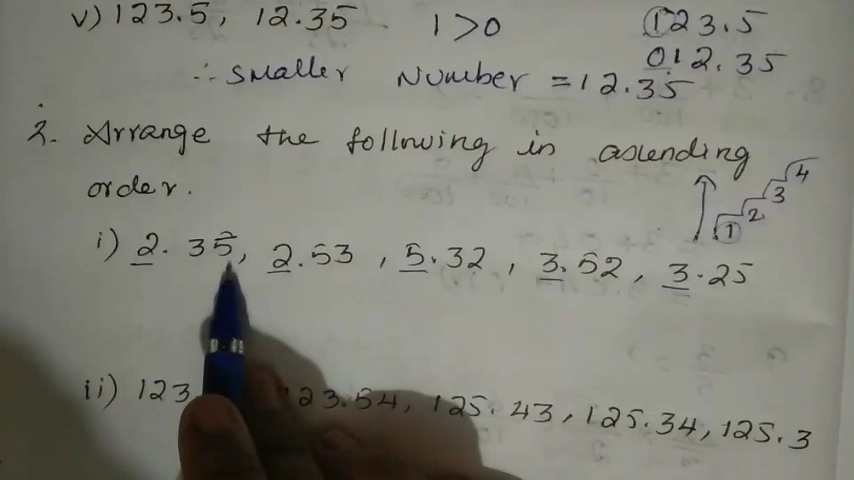 v) 123.5, 12.35 1 > 0 123.5
012.35
∴ Smaller Number = 12.35
2. Arrange the following in ascending
order.
1 2 3 4
i) 2.35, 2.53, 5.32, 3.52, 3.25
ii) 123 123.54, 125.43, 125.34, 125.3